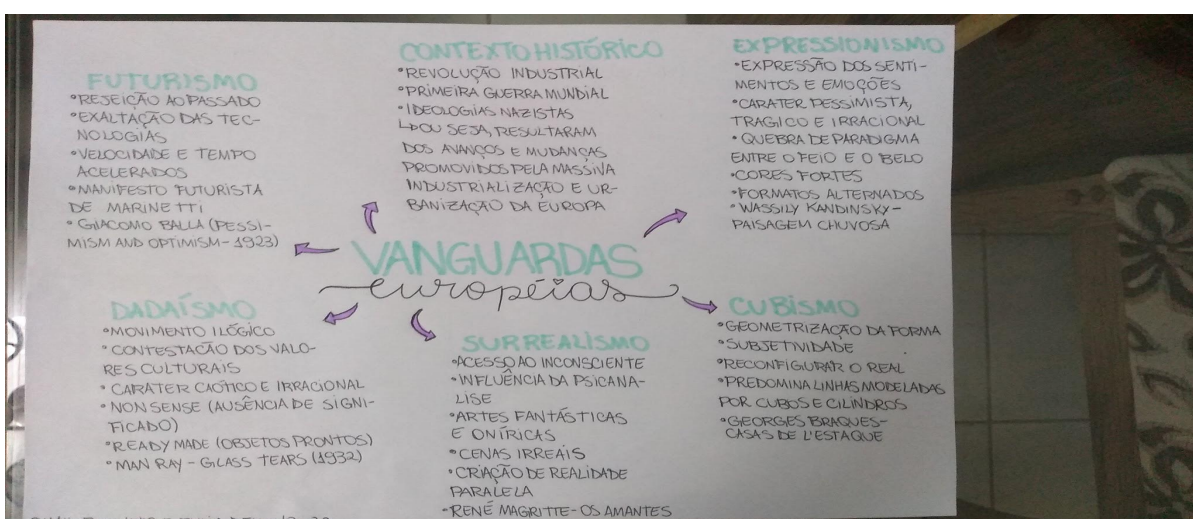 VANGUARDAS
européias
CONTEXTO HISTÓRICO
•REVOLUÇÃO INDUSTRIAL
•PRIMEIRA GUERRA MUNDIAL
•IDEOLOGIAS NAZISTAS
↳OU SEJA, RESULTARAM
DOS AVANÇOS E MUDANÇAS
PROMOVIDOS PELA MASSIVA
INDUSTRIALIZAÇÃO E UR-
BANIZAÇÃO DA EUROPA
FUTURISMO
•REJEIÇÃO AO PASSADO
•EXALTAÇÃO DAS TEC-
NOLOGIAS
•VELOCIDADE E TEMPO
ACELERADOS
•MANIFESTO FUTURISTA
DE MARINETTI
•GIACOMO BALLA (PESSI-
MISM AND OPTIMISM-1923)
EXPRESSIONISMO
•EXPRESSÃO DOS SENTI-
MENTOS E EMOÇÕES
•CARATER PESSIMISTA,
TRAGICO E IRRACIONAL
•QUEBRA DE PARADIGMA
ENTRE O FEIO E O BELO
•CORES FORTES
•FORMATOS ALTERNADOS
•WASSILY KANDINSKY-
PAISAGEM CHUVOSA
DADAÍSMO
•MOVIMENTO ILÓGICO
•CONTESTACÃO DOS VALO-
RES CULTURAIS
•CARATER CAOTICO E IRRACIONAL
•NON SENSE (AUSÊNCIA DE SIGNI-
FICADO)
•READY MADE (OBJETOS PRONTOS)
•MAN RAY - GLASS TEARS (1932)
SURREALISMO
•ACESSO AO INCONSCIENTE
•INFLUÊNCIA DA PSICANA-
LISE
•ARTES FANTÁSTICAS
E ONÍRICAS
•CENAS IRREAIS
•CRIAÇÃO DE REALIDADE
PARALELA
-RENÉ MAGRITTE-OS AMANTES
CUBISMO
•GEOMETRIZAÇÃO DA FORMA
•SUBJETIVIDADE
•RECONFIGURAR O REAL
•PREDOMINA LINHAS MODELADAS
POR CUBOS E CILINDROS
•GEORGES BRAQUES-
CASAS DE L'ESTAQUE